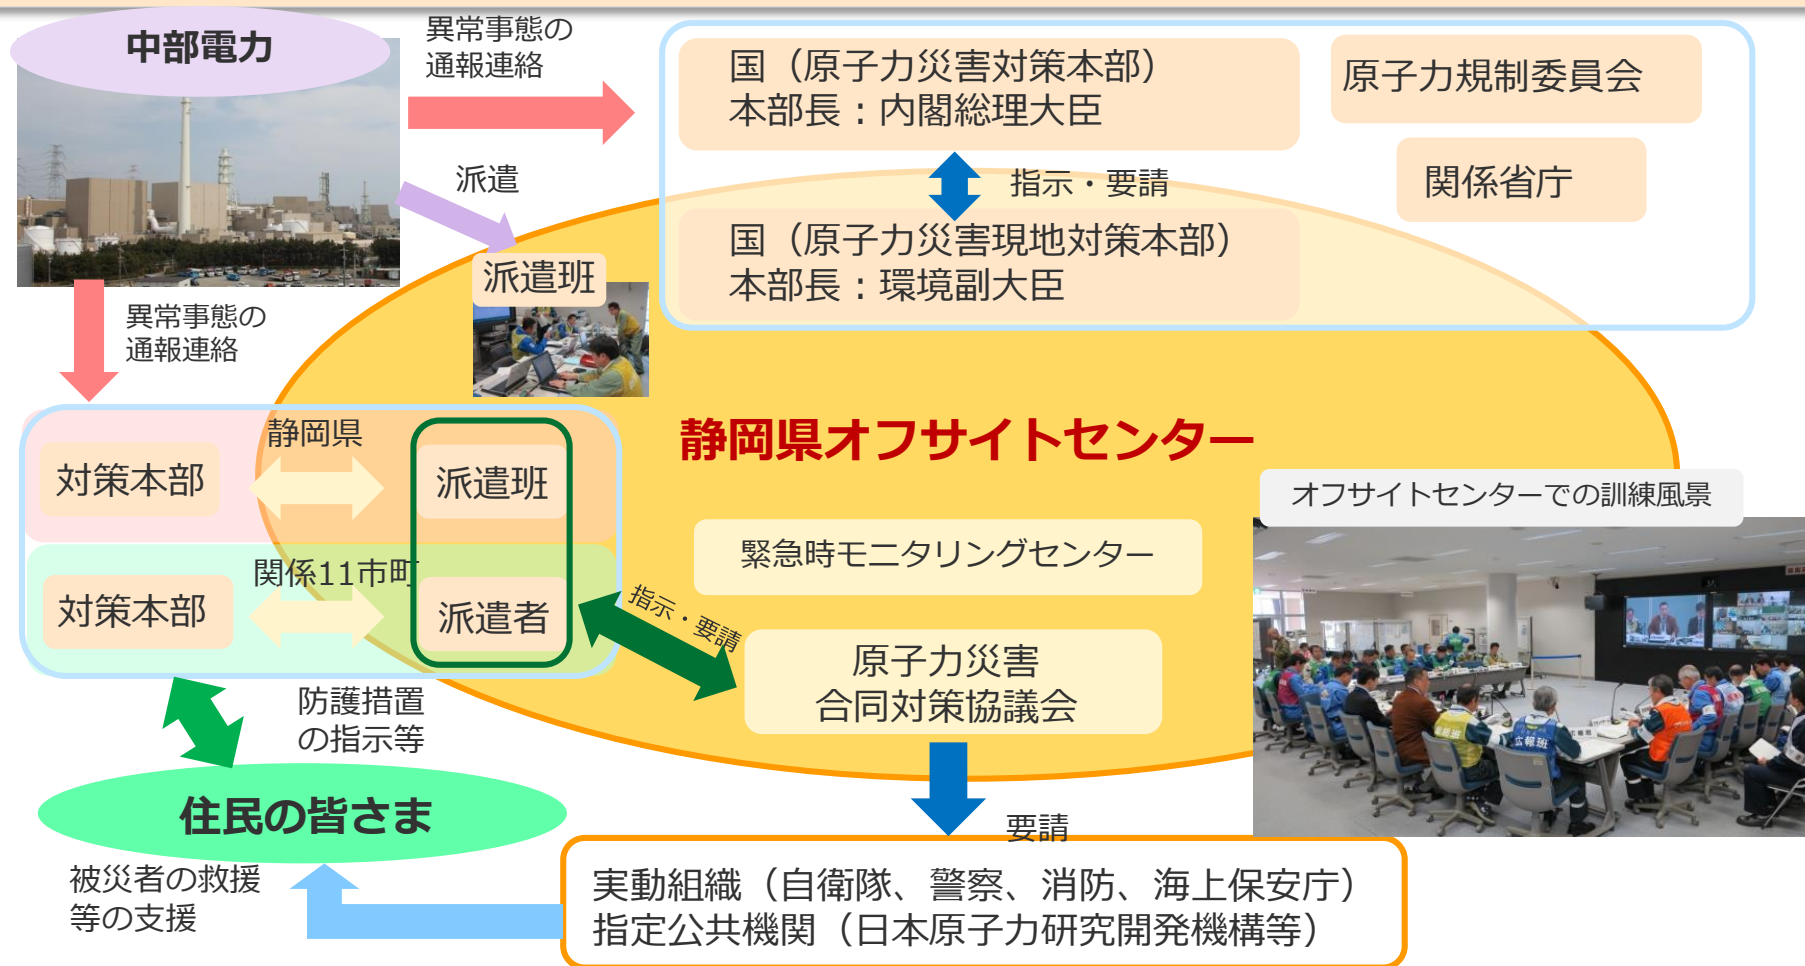 中部電力
異常事態の
通報連絡
国（原子力災害対策本部）
本部長：内閣総理大臣
原子力規制委員会
関係省庁
派遣
指示・要請
国（原子力災害現地対策本部）
本部長：環境副大臣
派遣班
異常事態の
通報連絡
静岡県オフサイトセンター
静岡県
対策本部
派遣班
関係11市町
対策本部
派遣者
指示・要請
緊急時モニタリングセンター
原子力災害
合同対策協議会
オフサイトセンターでの訓練風景
広報班
防護措置
の指示等
住民の皆さま
要請
被災者の救援
等の支援
実動組織（自衛隊、警察、消防、海上保安庁）
指定公共機関（日本原子力研究開発機構等）